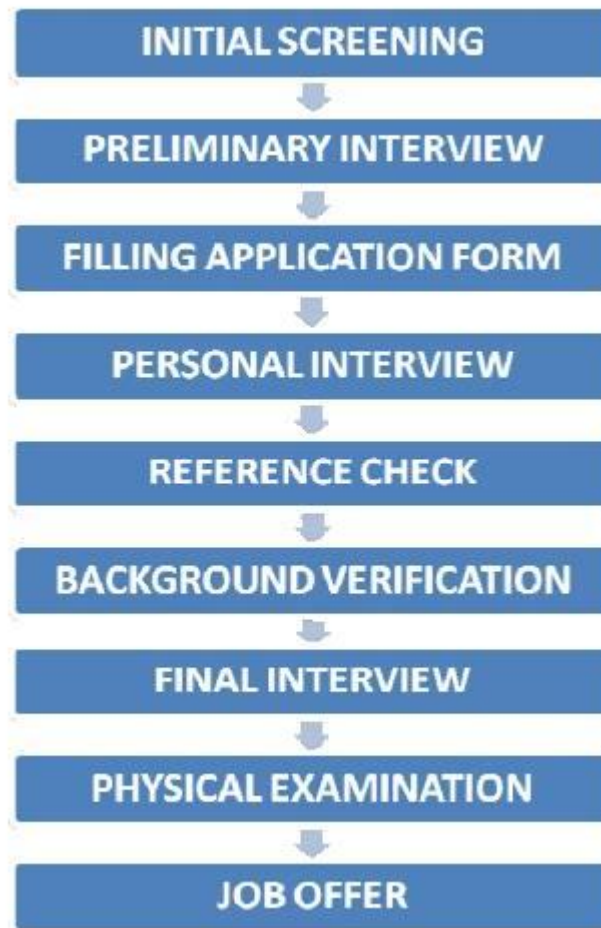 INITIAL SCREENING
PRELIMINARY INTERVIEW
FILLING APPLICATION FORM
PERSONAL INTERVIEW
REFERENCE CHECK
BACKGROUND VERIFICATION
FINAL INTERVIEW
PHYSICAL EXAMINATION
JOB OFFER